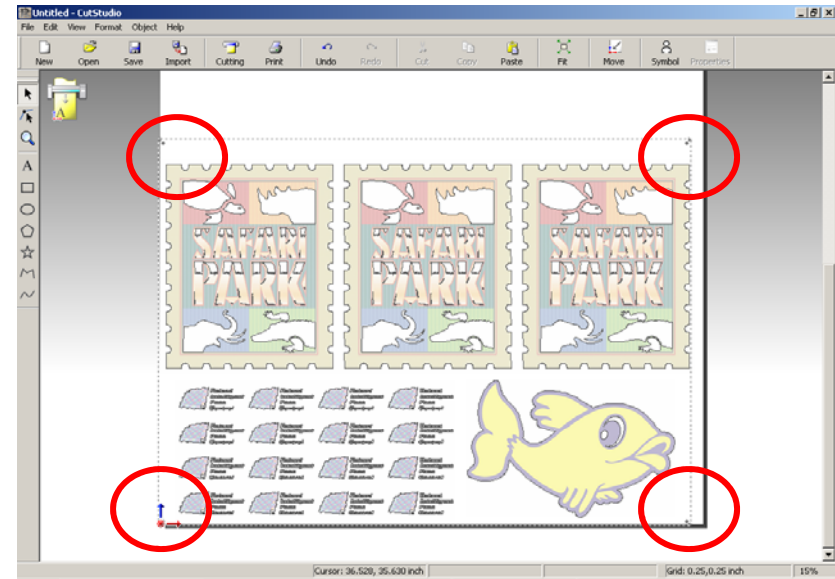 Untitled - CutStudio
File Edit View Format Object Help
New Open Save Import Cutting Print Undo Redo Cut Copy Paste Fit Move Symbol Properties
A
A
SAFARI PARK
SAFARI PARK
SAFARI PARK
Cursor: 36.528, 35.630 inch
Grid: 0.25,0.25 inch
15%